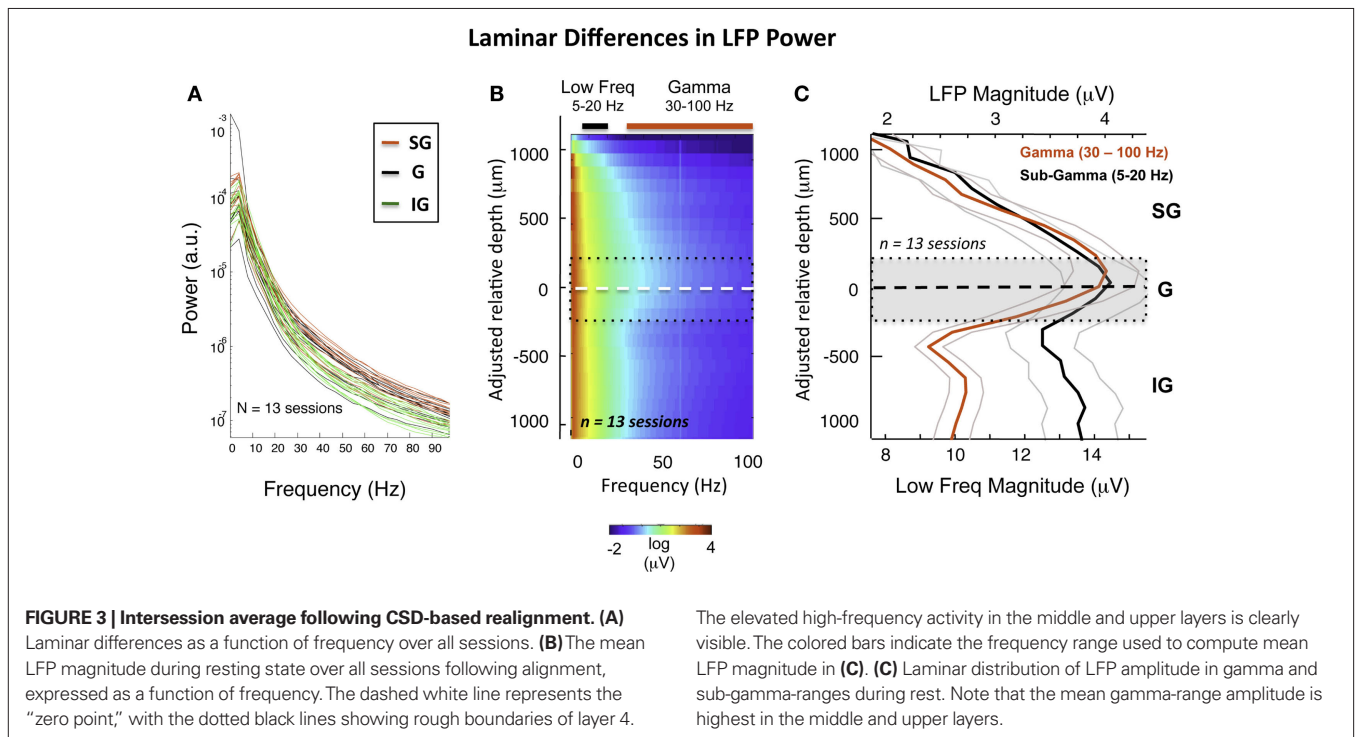 Laminar Differences in LFP Power
A
10
-3
10
-4
10
-5
10
-6
10
-7
Power (a.u.)
SG
G
IG
N = 13 sessions
0 10 20 30 40 50 60 70 80 90
Frequency (Hz)
B
Low Freq
5-20 Hz
Gamma
30-100 Hz
Adjusted relative depth (μm)
1000
500
0
-500
1000
n = 13 sessions
0 50 100
Frequency (Hz)
-2 log 4
(μV)
C
LFP Magnitude (μV)
2 3 4
Gamma (30 – 100 Hz)
Sub-Gamma (5-20 Hz)
Adjusted relative depth (μm)
1000
500
0
-500
1000
SG
n = 13 sessions
G
IG
8 10 12 14
Low Freq Magnitude (μV)
FIGURE 3 | Intersession average following CSD-based realignment. (A)
Laminar differences as a function of frequency over all sessions. (B) The mean
LFP magnitude during resting state over all sessions following alignment,
expressed as a function of frequency. The dashed white line represents the
“zero point,” with the dotted black lines showing rough boundaries of layer 4.
The elevated high-frequency activity in the middle and upper layers is clearly
visible. The colored bars indicate the frequency range used to compute mean
LFP magnitude in (C). (C) Laminar distribution of LFP amplitude in gamma and
sub-gamma-ranges during rest. Note that the mean gamma-range amplitude is
highest in the middle and upper layers.